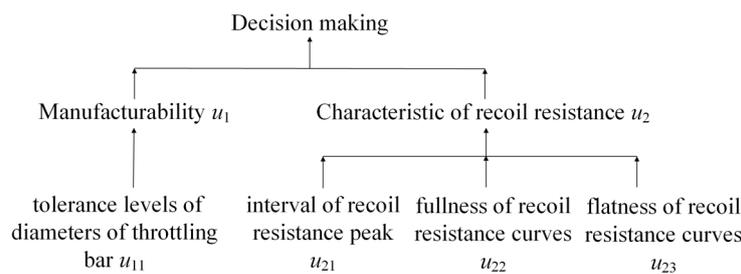 Decision making
Manufacturability u1
Characteristic of recoil resistance u2
tolerance levels of
diameters of throttling
bar u11
interval of recoil
resistance peak
u21
fullness of recoil
resistance curves
u22
flatness of recoil
resistance curves
u23